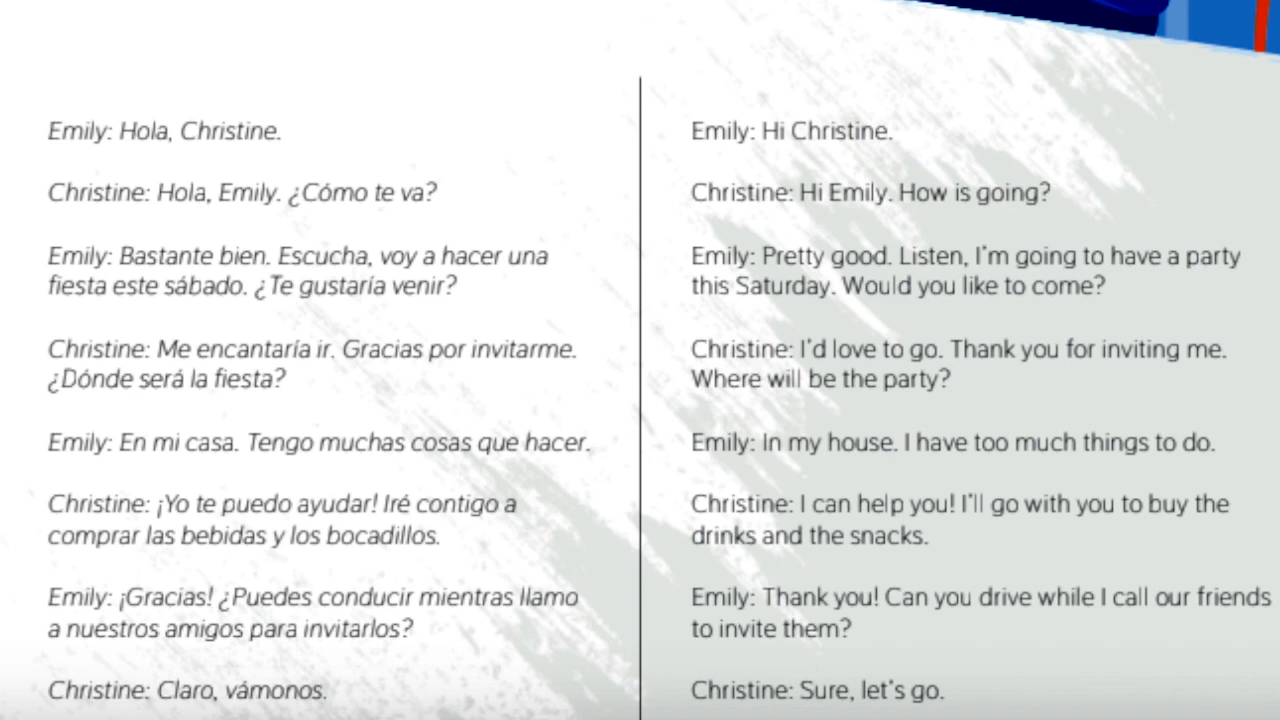 Emily: Hola, Christine.
Christine: Hola, Emily. ¿Cómo te va?
Emily: Bastante bien. Escucha, voy a hacer una
fiesta este sábado. ¿Te gustaría venir?
Christine: Me encantaría ir. Gracias por invitarme.
¿Dónde será la fiesta?
Emily: En mi casa. Tengo muchas cosas que hacer.
Christine: ¡Yo te puedo ayudar! Iré contigo a
comprar las bebidas y los bocadillos.
Emily: ¡Gracias! ¿Puedes conducir mientras llamo
a nuestros amigos para invitarlos?
Christine: Claro, vámonos.
Emily: Hi Christine.
Christine: Hi Emily. How is going?
Emily: Pretty good. Listen, I'm going to have a party
this Saturday. Would you like to come?
Christine: I'd love to go. Thank you for inviting me.
Where will be the party?
Emily: In my house. I have too much things to do.
Christine: I can help you! I'll go with you to buy the
drinks and the snacks.
Emily: Thank you! Can you drive while I call our friends
to invite them?
Christine: Sure, let's go.